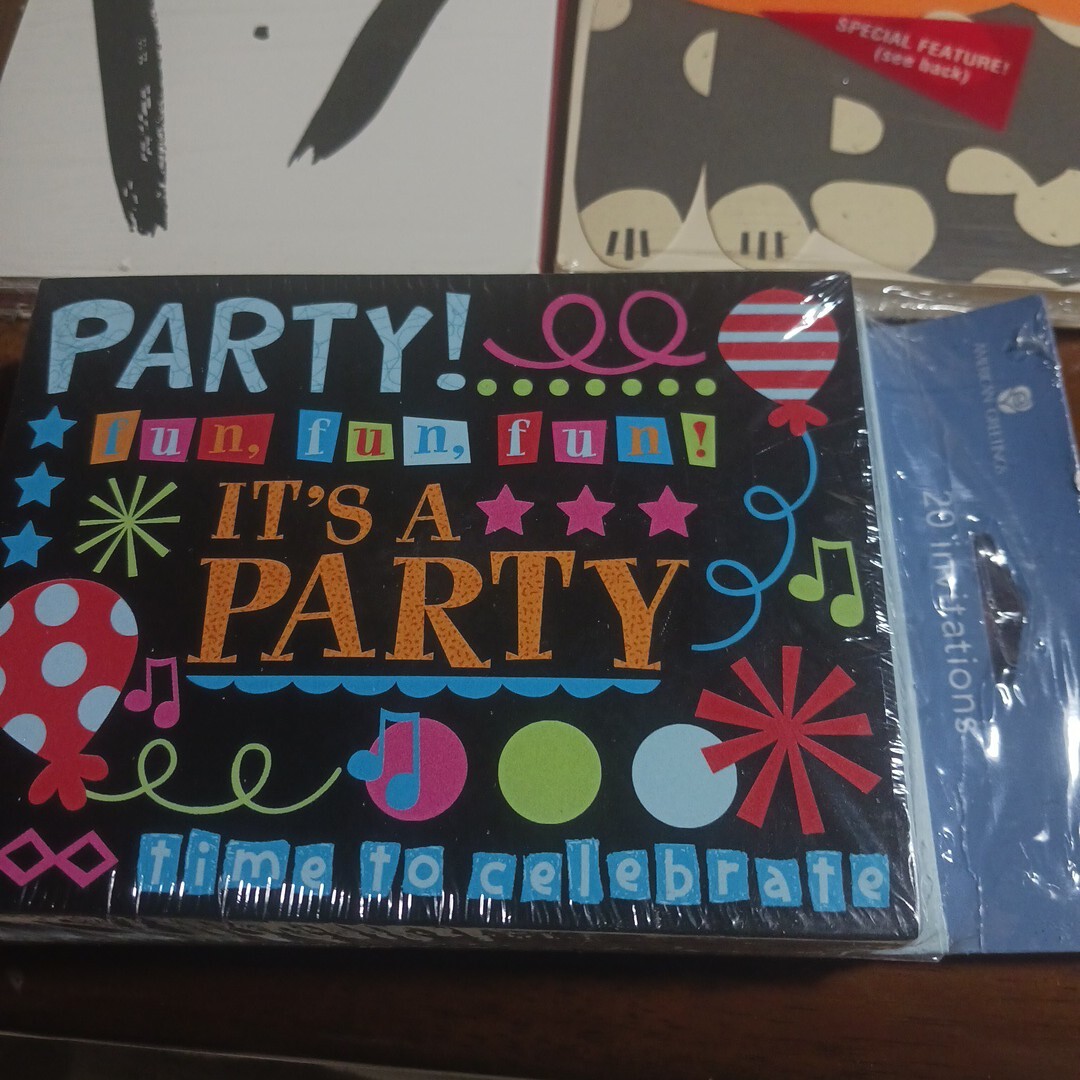 SPECIAL FEATURE!
(see back)
PARTY!
fun, fun, fun!
IT'S A
PARTY
time to celebrate
20 invitations